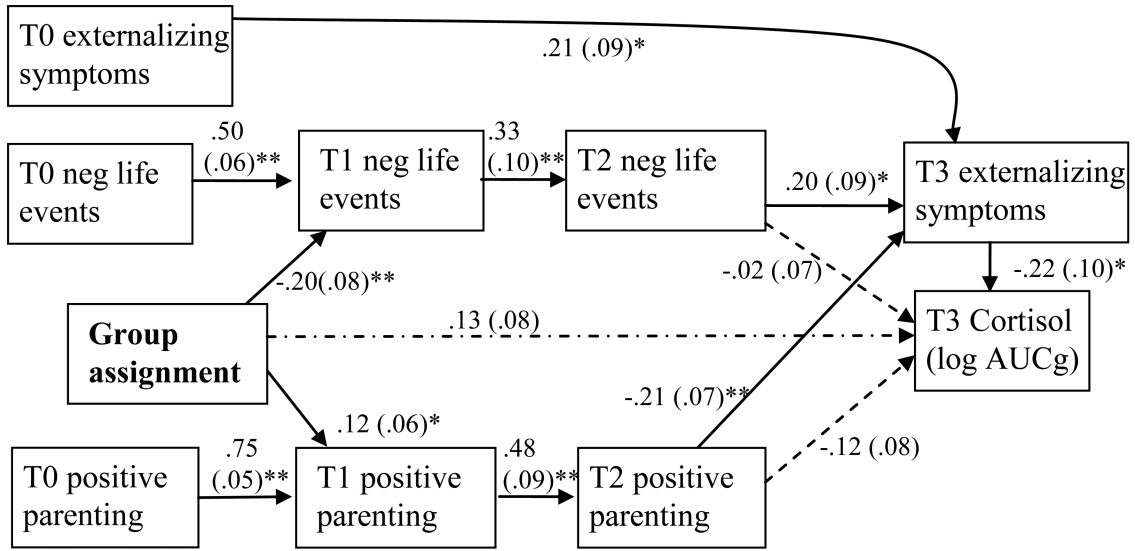 T0 externalizing
symptoms
.21 (.09)*
.50
(.06)**
.33
(.10)**
T0 neg life
events
T1 neg life
events
T2 neg life
events
.20 (.09)*
T3 externalizing
symptoms
-.20(.08)**
-.02 (.07)
-.22 (.10)*
Group
assignment
.13 (.08)
T3 Cortisol
(log AUCg)
.12 (.06)*
-.21 (.07)**
-.12 (.08)
.75
(.05)**
.48
(.09)**
T0 positive
parenting
T1 positive
parenting
T2 positive
parenting